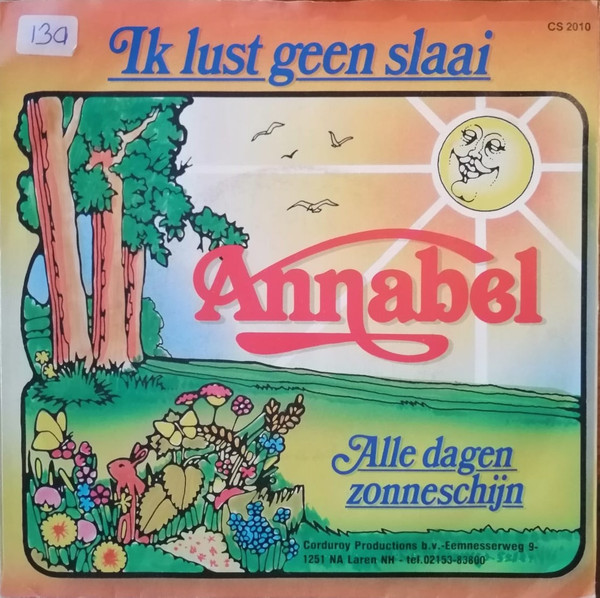 13a
CS 2010
Ik lust geen slaai
Annabel
Alle dagen
zonneschijn
Corduroy Productions b.v.-Eemnesserweg 9-
1251 NA Laren NH - tel.02153-83600